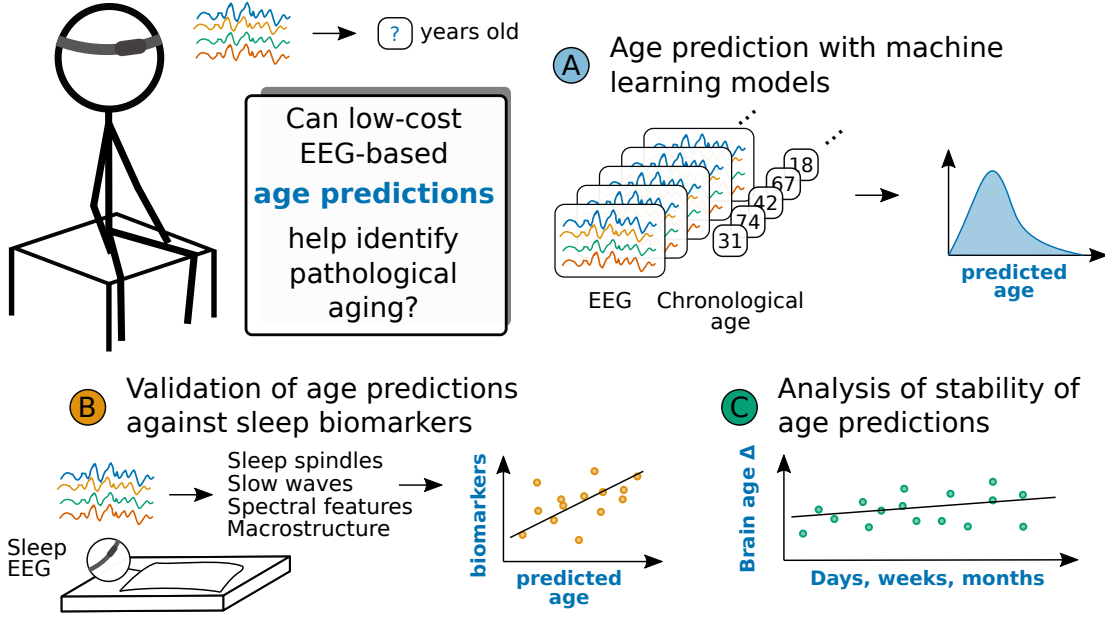 ? years old
Can low-cost
EEG-based
age predictions
help identify
pathological
aging?
A Age prediction with machine
learning models
18
67
42
74
31
EEG
Chronological
age
predicted
age
B Validation of age predictions
against sleep biomarkers
Sleep spindles
Slow waves
Spectral features
Macrostructure
Sleep
EEG
biomarkers
predicted
age
C Analysis of stability of
age predictions
Brain age Δ
Days, weeks, months